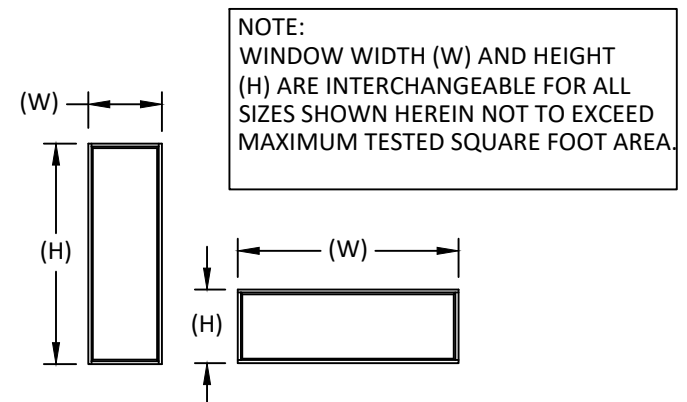 NOTE:
WINDOW WIDTH (W) AND HEIGHT
(H) ARE INTERCHANGEABLE FOR ALL
SIZES SHOWN HEREIN NOT TO EXCEED
MAXIMUM TESTED SQUARE FOOT AREA.
(W)
(H)
(W)
(H)